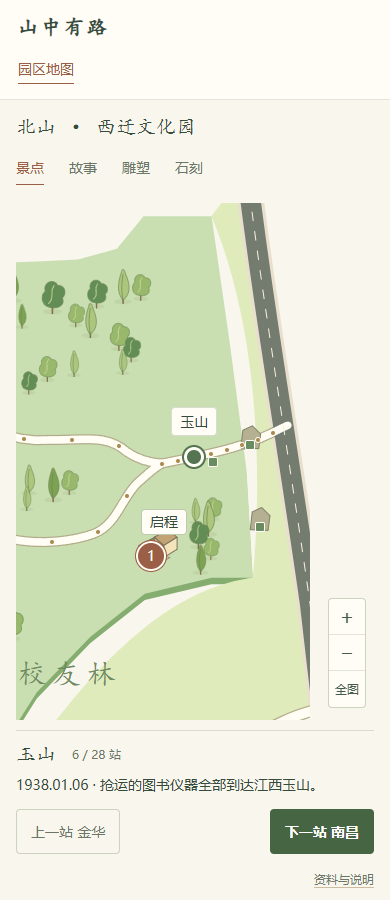 山中有路
园区地图
北山 • 西迁文化园
景点 故事 雕塑 石刻
玉山
启程
1
校友林
+
−
全图
玉山 6 / 28 站
1938.01.06 · 抢运的图书仪器全部到达江西玉山。
上一站 金华 下一站 南昌
资料与说明